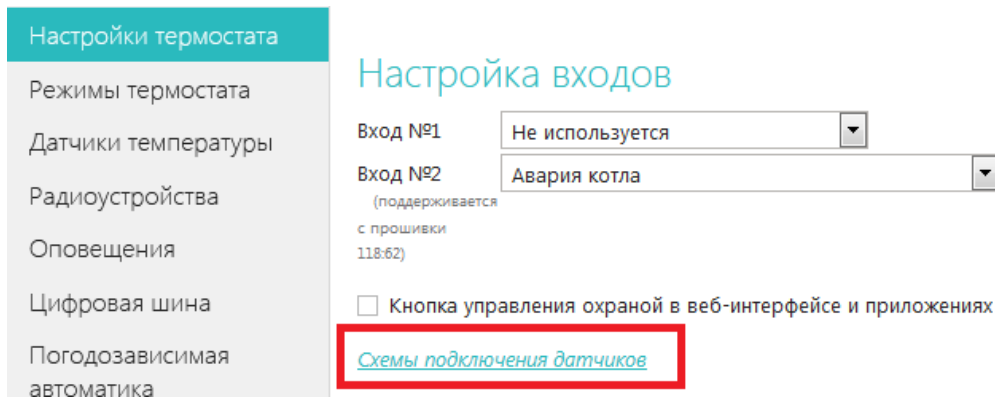 Настройки термостата
Режимы термостата
Датчики температуры
Радиоустройства
Оповещения
Цифровая шина
Погодозависимая
автоматика
Настройка входов
Вход №1 Не используется
Вход №2 Авария котла
(поддерживается
с прошивки
118:62)
Кнопка управления охраной в веб-интерфейсе и приложениях
Схемы подключения датчиков